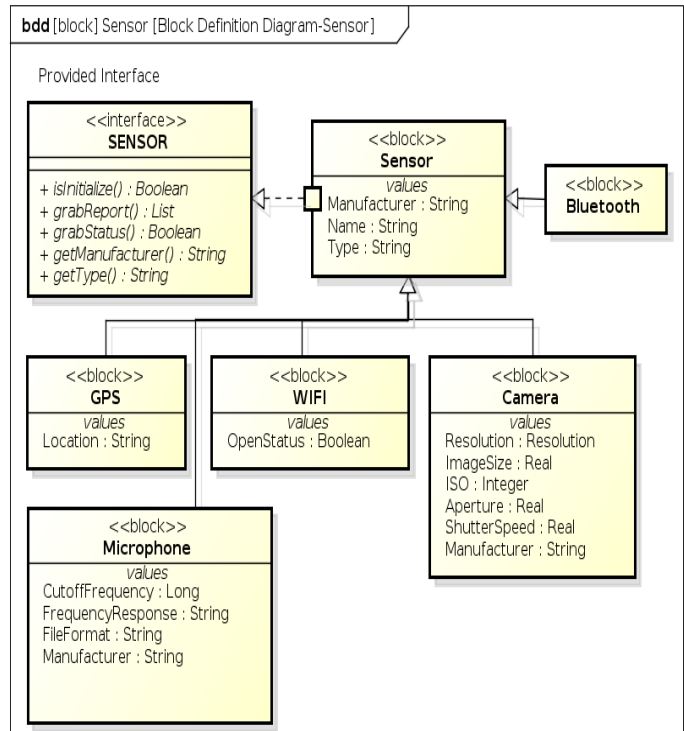 bdd [block] Sensor [Block Definition Diagram-Sensor]
Provided Interface
<<interface>>
SENSOR
+ isInitialize() : Boolean
+ grabReport() : List
+ grabStatus() : Boolean
+ getManufacturer() : String
+ getType() : String
<<block>>
Sensor
values
Manufacturer : String
Name : String
Type : String
<<block>>
Bluetooth
<<block>>
GPS
values
Location : String
<<block>>
WIFI
values
OpenStatus : Boolean
<<block>>
Camera
values
Resolution : Resolution
ImageSize : Real
ISO : Integer
Aperture : Real
ShutterSpeed : Real
Manufacturer : String
<<block>>
Microphone
values
CutoffFrequency : Long
FrequencyResponse : String
FileFormat : String
Manufacturer : String